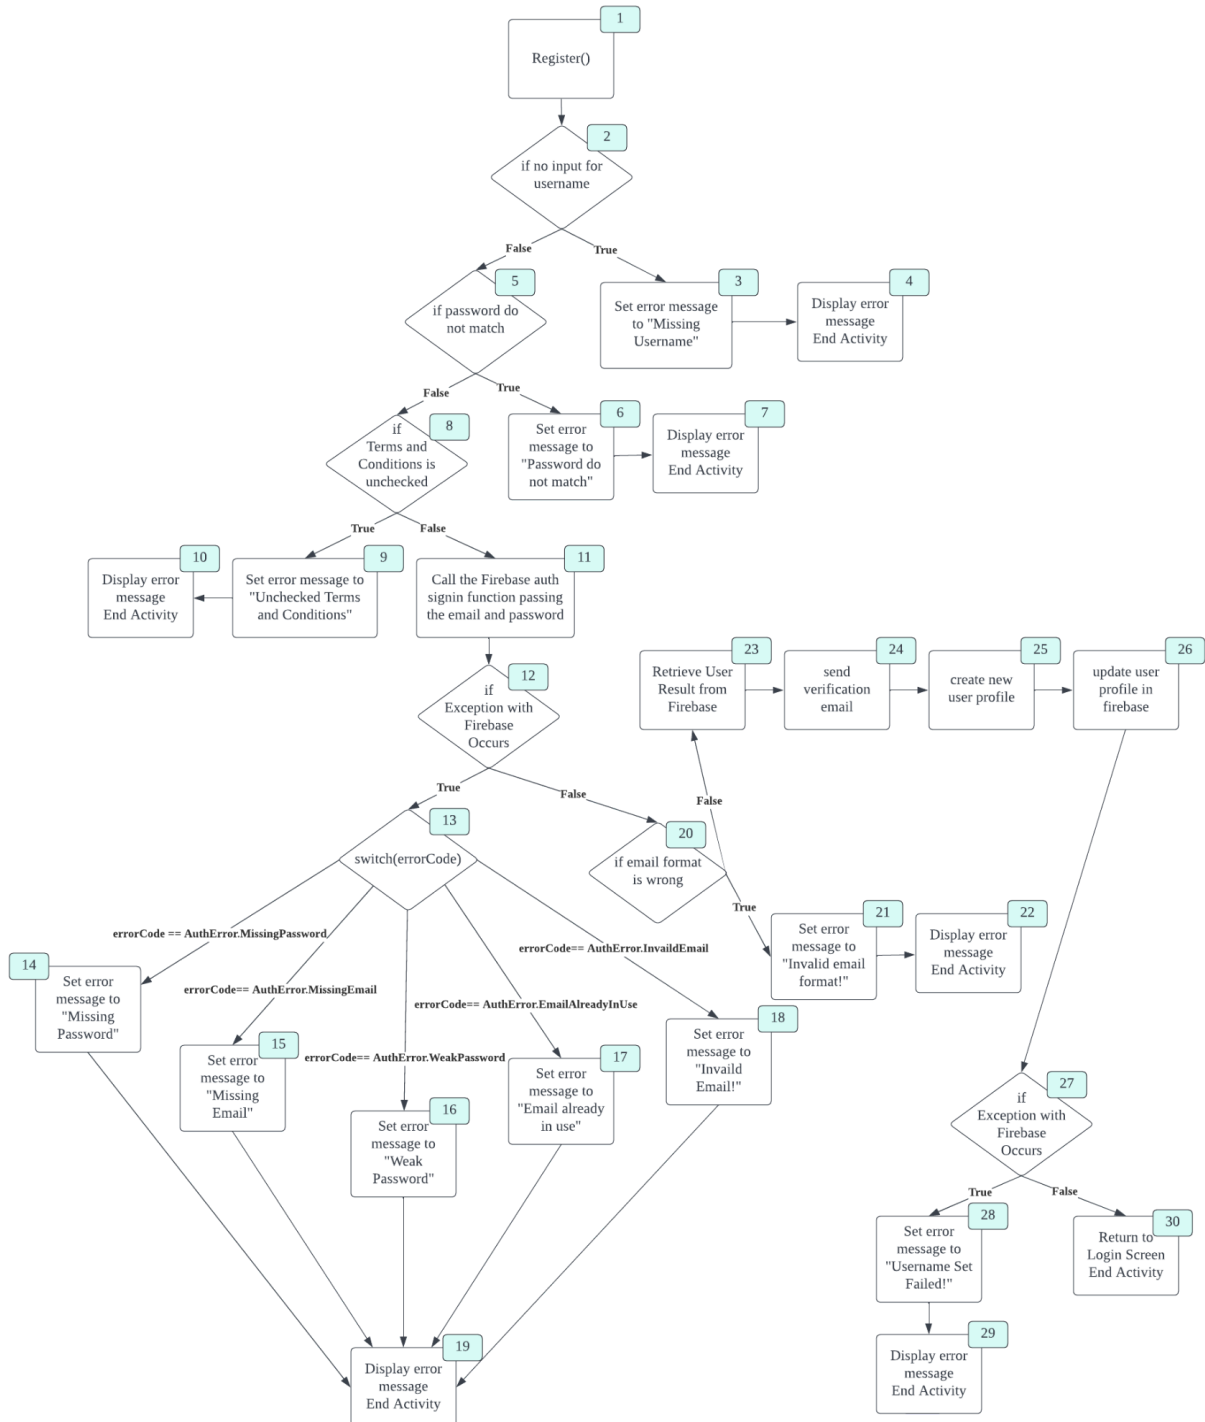 1
Register()
2
if no input for
username
False
True
5
if password do
not match
3
Set error message
to "Missing
Username"
4
Display error
message
End Activity
False
True
8
if
Terms and
Conditions is
unchecked
6
Set error
message to
"Password do
not match"
7
Display error
message
End Activity
True
False
10
Display error
message
End Activity
9
Set error message to
"Unchecked Terms
and Conditions"
11
Call the Firebase auth
signin function passing
the email and password
12
if
Exception with
Firebase
Occurs
23
Retrieve User
Result from
Firebase
24
send
verification
email
25
create new
user profile
26
update user
profile in
firebase
True
False
False
13
switch(errorCode)
20
if email format
is wrong
True
21
Set error
message to
"Invalid email
format!"
22
Display error
message
End Activity
errorCode == AuthError.MissingPassword
errorCode== AuthError.InvaildEmail
errorCode== AuthError.MissingEmail
errorCode== AuthError.EmailAlreadyInUse
errorCode== AuthError.WeakPassword
14
Set error
message to
"Missing
Password"
15
Set error
message to
"Missing
Email"
16
Set error
message to
"Weak
Password"
17
Set error
message to
"Email already
in use"
18
Set error
message to
"Invaild
Email!"
27
if
Exception with
Firebase
Occurs
True
False
28
Set error
message to
"Username Set
Failed!"
30
Return to
Login Screen
End Activity
19
Display error
message
End Activity
29
Display error
message
End Activity